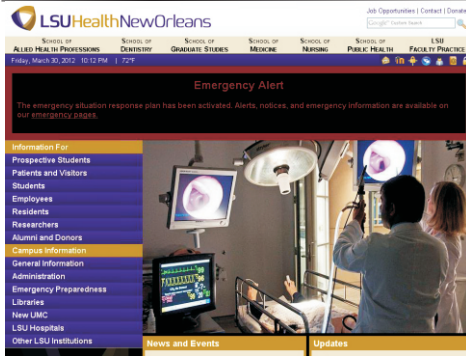 Job Opportunities | Contact | Donate
LSUHealthNewOrleans
Google™ Custom Search
SCHOOL OF ALLIED HEALTH PROFESSIONS
SCHOOL OF DENTISTRY
SCHOOL OF GRADUATE STUDIES
SCHOOL OF MEDICINE
SCHOOL OF NURSING
SCHOOL OF PUBLIC HEALTH
LSU FACULTY PRACTICE
Friday, March 30, 2012 10:12 PM | 72°F
Emergency Alert
The emergency situation response plan has been activated. Alerts, notices, and emergency information are available on
our emergency pages.
Information For
Prospective Students
Patients and Visitors
Students
Employees
Residents
Researchers
Alumni and Donors
Campus Information
General Information
Administration
Emergency Preparedness
Libraries
New UMC
LSU Hospitals
Other LSU Institutions
News and Events
Updates